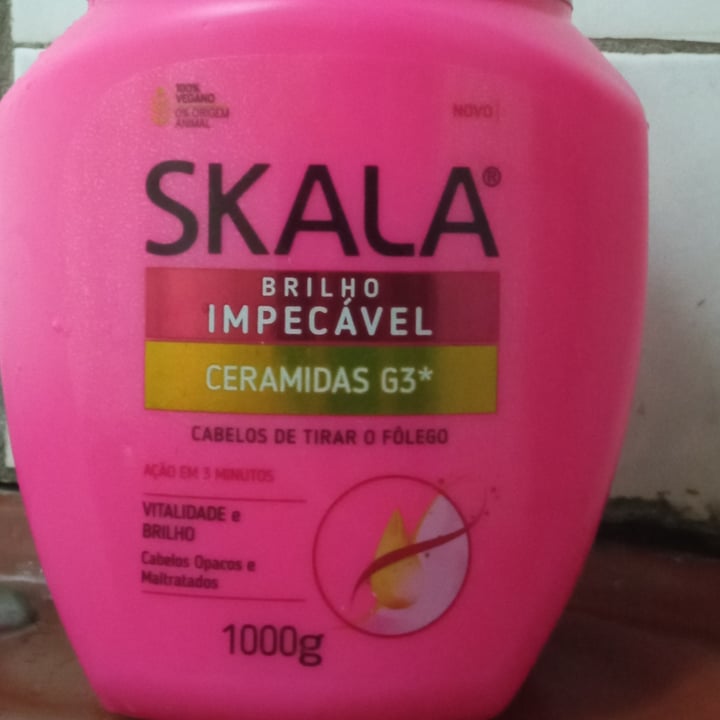 100%
VEGANO
0% ORIGEM
ANIMAL
NOVO
SKALA®
BRILHO
IMPECÁVEL
CERAMIDAS G3*
CABELOS DE TIRAR O FÔLEGO
AÇÃO EM 3 MINUTOS
VITALIDADE e
BRILHO
Cabelos Opacos e
Maltratados
1000g